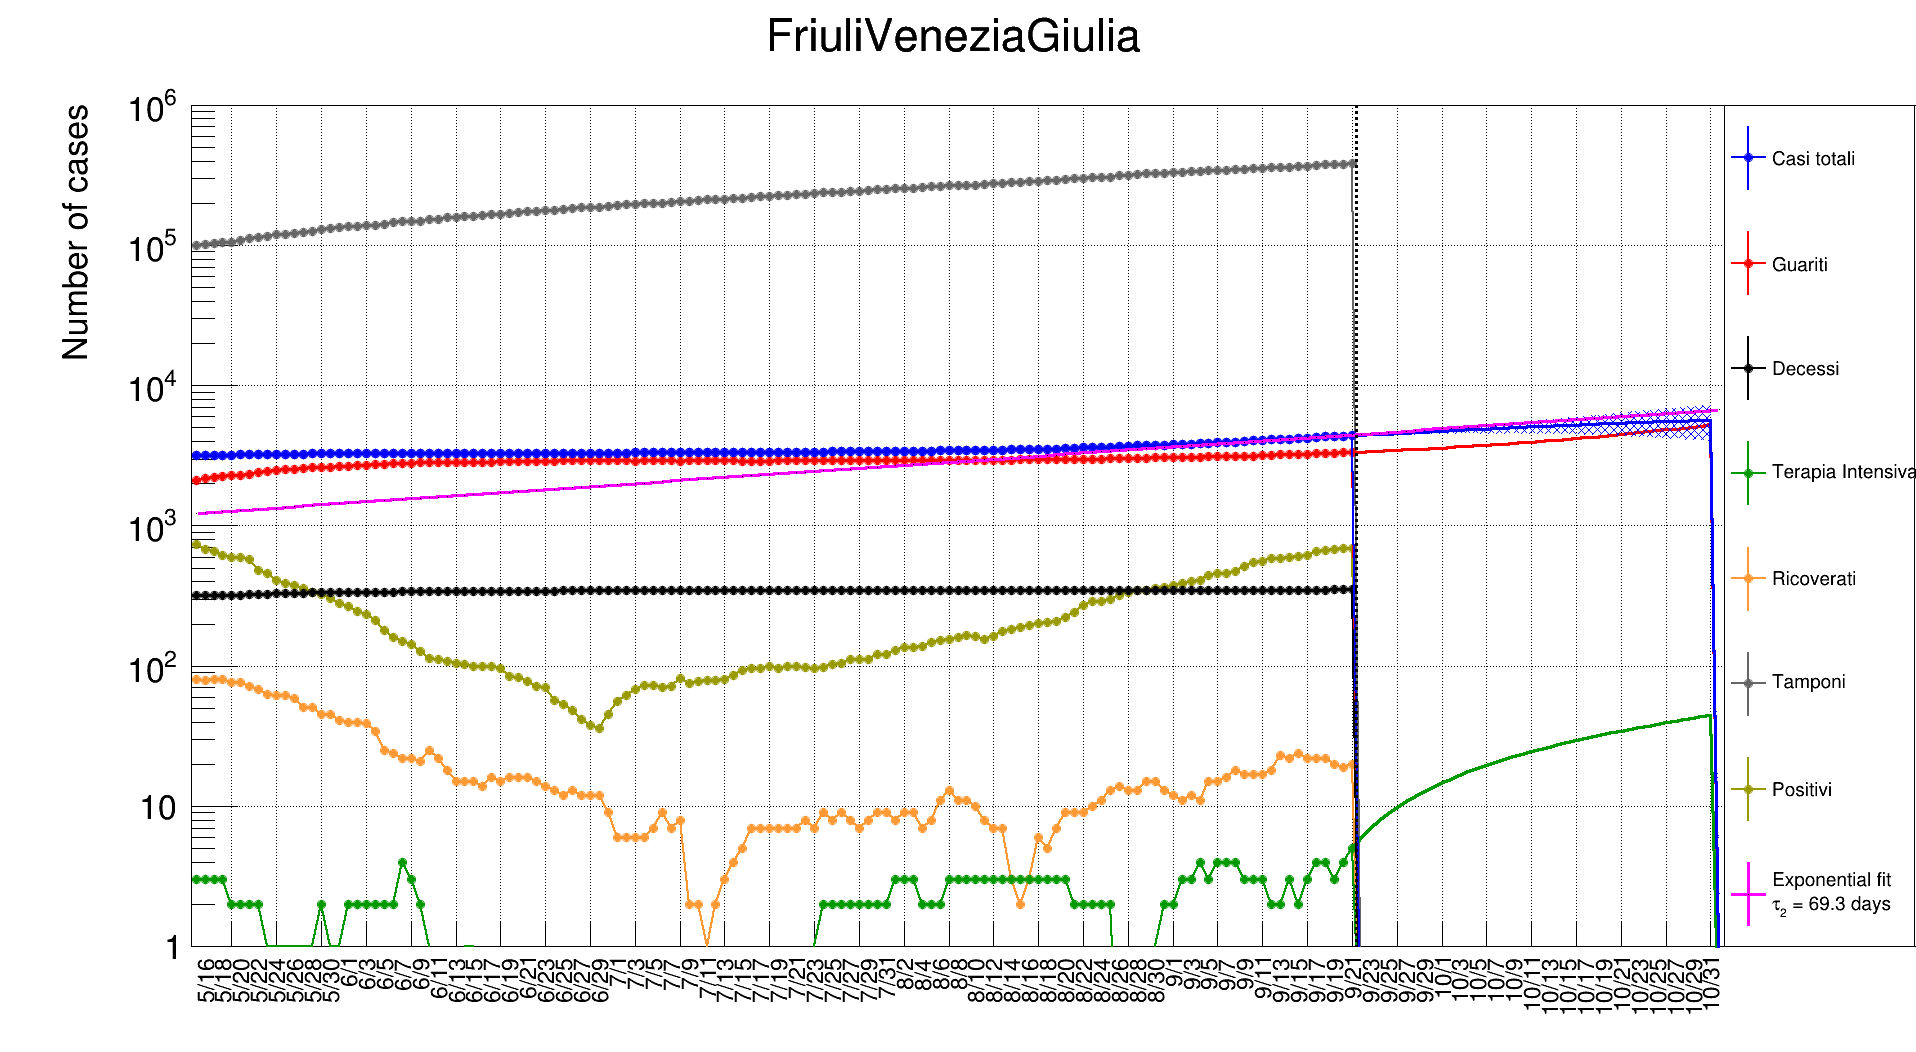 FriuliVeneziaGiulia
Number of cases
10^6
10^5
10^4
10^3
10^2
10
1
5/16 5/18 5/20 5/22 5/24 5/26 5/28 5/30 6/1 6/3 6/5 6/7 6/9 6/11 6/13 6/15 6/17 6/19 6/21 6/23 6/25 6/27 6/29 7/1 7/3 7/5 7/7 7/9 7/11 7/13 7/15 7/17 7/19 7/21 7/23 7/25 7/27 7/29 7/31 8/2 8/4 8/6 8/8 8/10 8/12 8/14 8/16 8/18 8/20 8/22 8/24 8/26 8/28 8/30 9/1 9/3 9/5 9/7 9/9 9/11 9/13 9/15 9/17 9/19 9/21 9/23 9/25 9/27 9/29 10/1 10/3 10/5 10/7 10/9 10/11 10/13 10/15 10/17 10/19 10/21 10/23 10/25 10/27 10/29 10/31
Casi totali
Guariti
Decessi
Terapia Intensiva
Ricoverati
Tamponi
Positivi
Exponential fit
τ₂ = 69.3 days